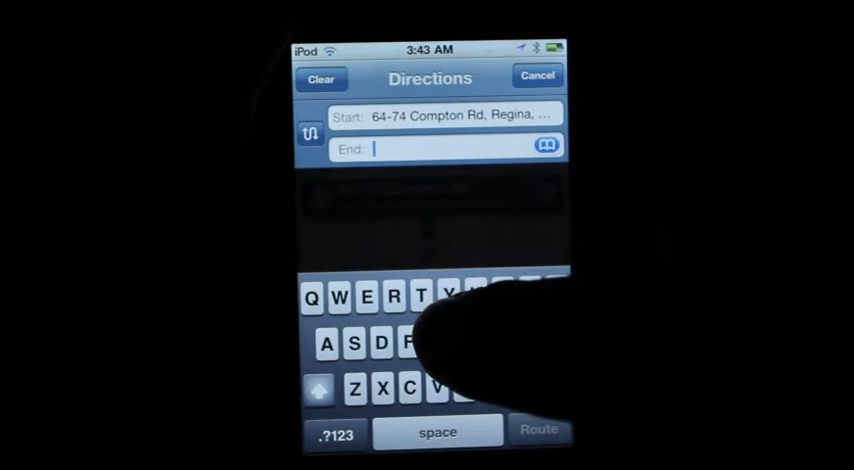 iPod 3:43 AM
Clear Directions Cancel
Start: 64-74 Compton Rd, Regina, ...
End:
Q W E R T Y
A S D F
Z X C V
.?123 space Route